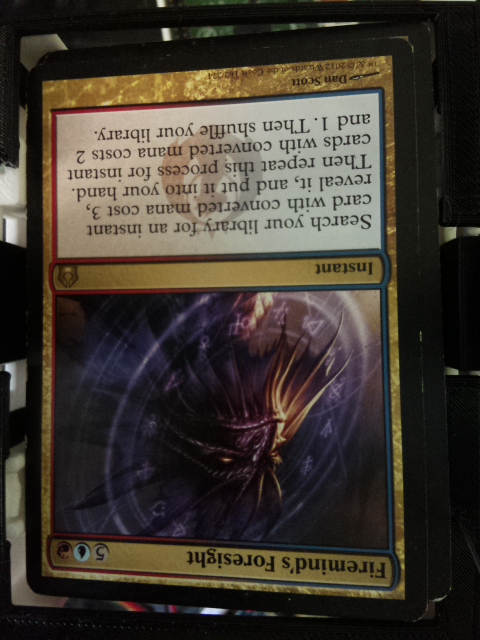 Firemind's Foresight
5
Instant
Search your library for an instant
card with converted mana cost 3,
reveal it, and put it into your hand.
Then repeat this process for instant
cards with converted mana costs 2
and 1. Then shuffle your library.
Dan Scott